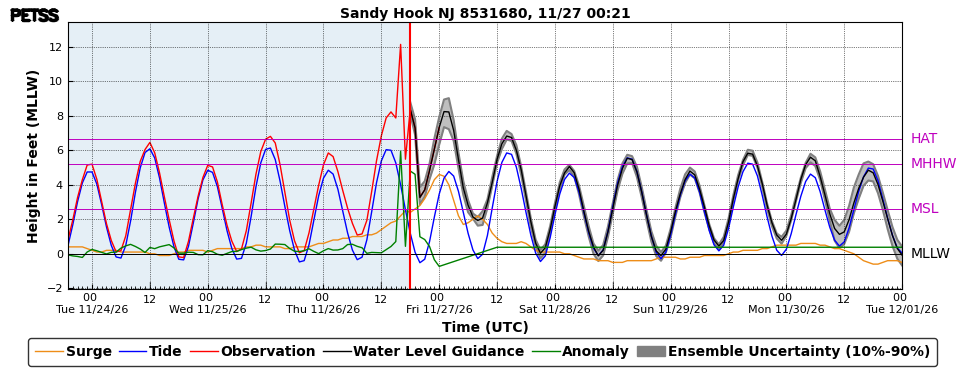 PETSS
Sandy Hook NJ 8531680, 11/27 00:21
Height in Feet (MLLW)
12
10
8
6
4
2
0
−2
HAT
MHHW
MSL
MLLW
00 12 00 12 00 12 00 12 00 12 00 12 00 12 00
Tue 11/24/26 Wed 11/25/26 Thu 11/26/26 Fri 11/27/26 Sat 11/28/26 Sun 11/29/26 Mon 11/30/26 Tue 12/01/26
Time (UTC)
Surge Tide Observation Water Level Guidance Anomaly Ensemble Uncertainty (10%-90%)